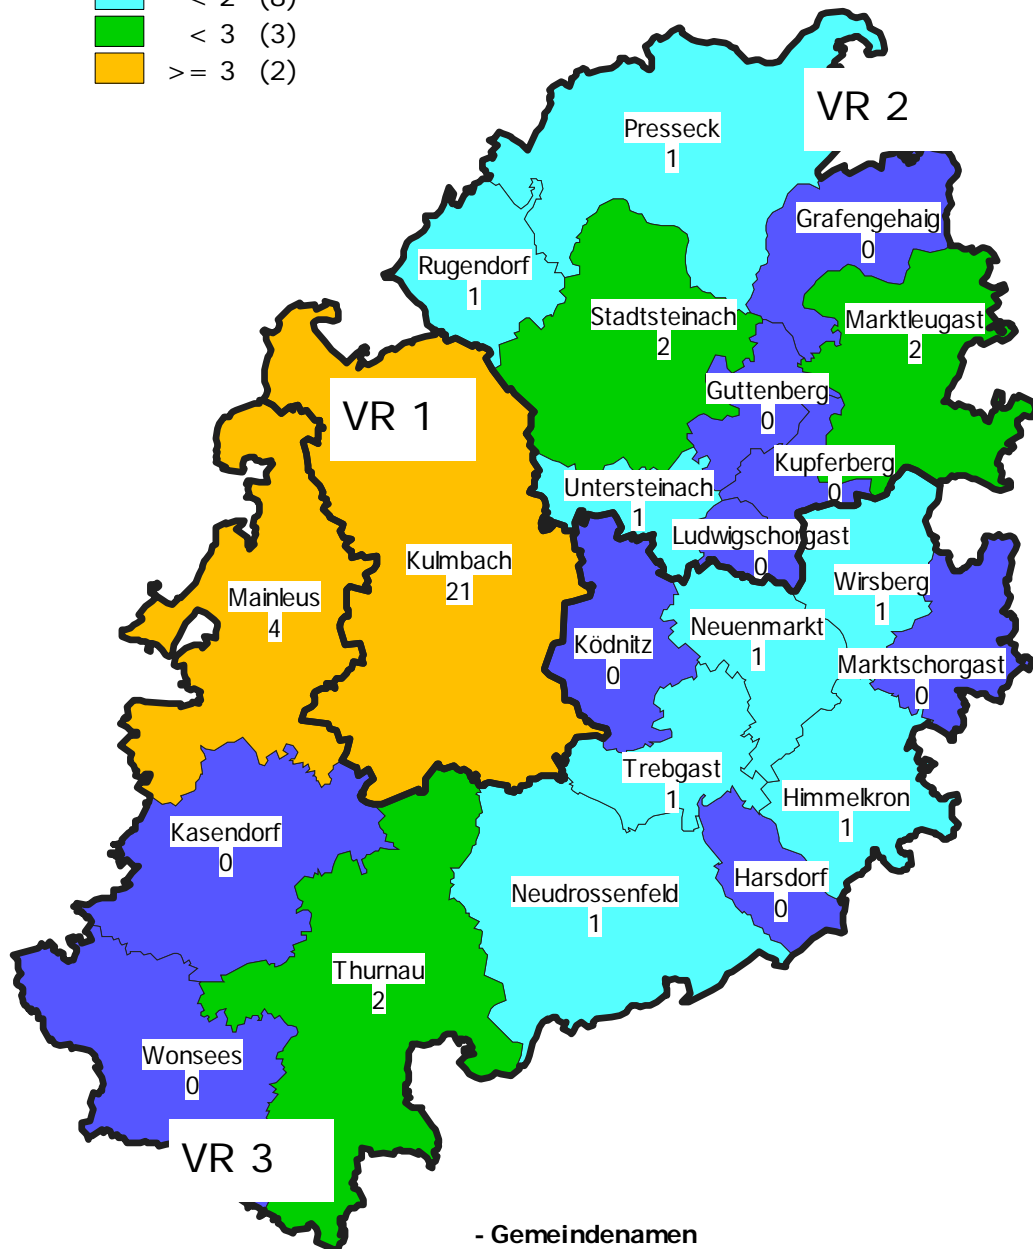 < 2 (8)
< 3 (3)
>= 3 (2)
VR 2
Presseck
1
Grafengehaig
0
Rugendorf
1
Stadtsteinach
2
Marktleugast
2
VR 1
Guttenberg
0
Kupferberg
0
Untersteinach
1
Ludwigschorgast
0
Kulmbach
21
Wirsberg
1
Mainleus
4
Neuenmarkt
1
Ködnitz
0
Marktschorgast
0
Trebgast
1
Himmelkron
1
Kasendorf
0
Harsdorf
0
Neudrossenfeld
1
Thurnau
2
Wonsees
0
VR 3
- Gemeindenamen